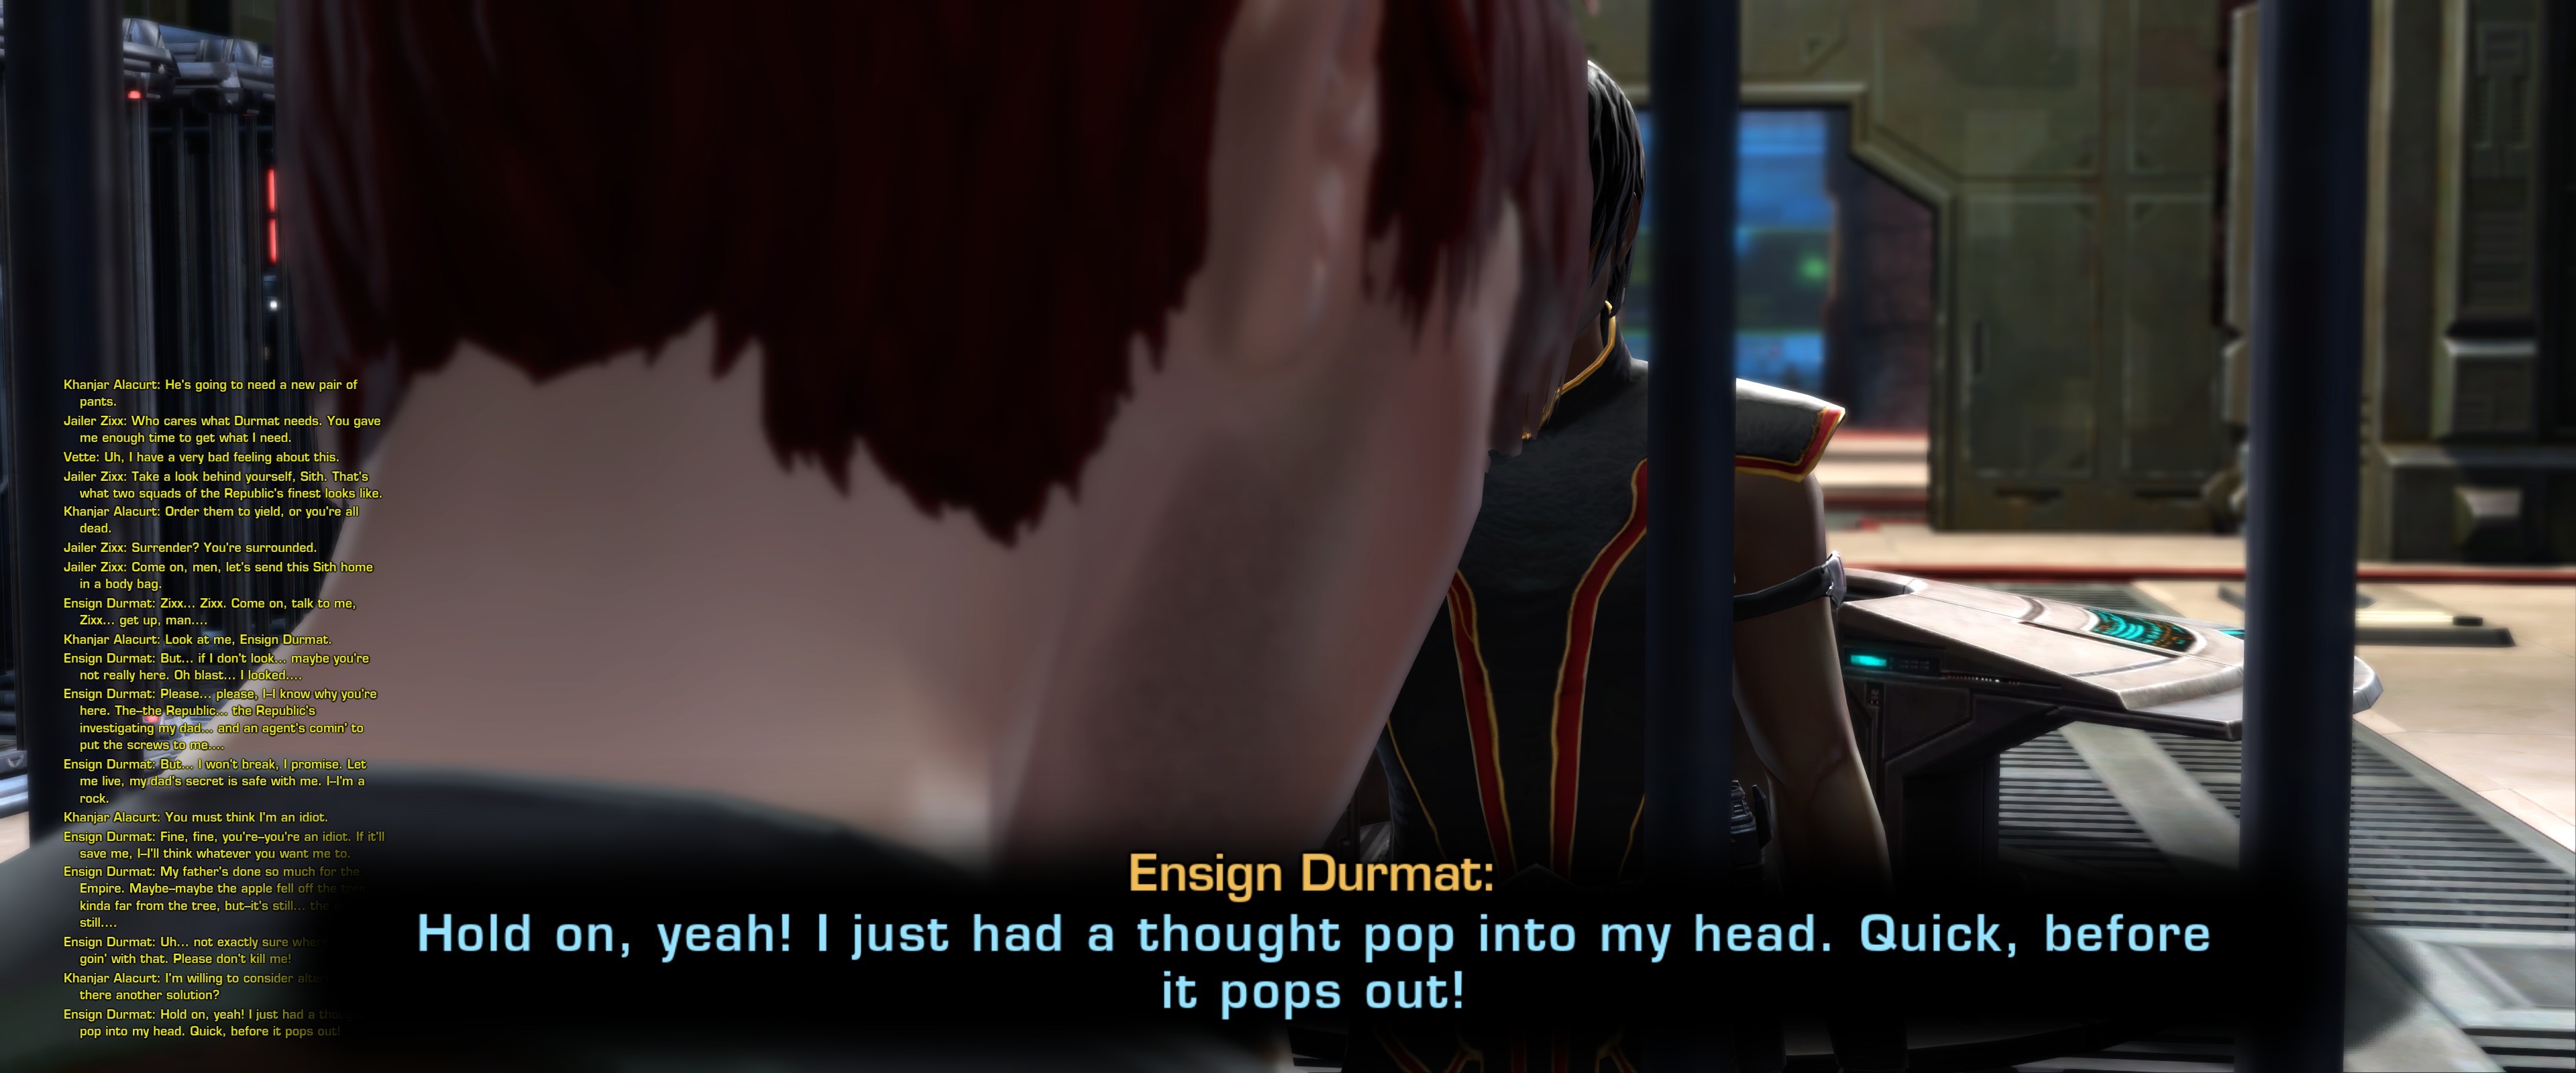 Khanjar Alacurt: He's going to need a new pair of
pants.
Jailer Zixx: Who cares what Durmat needs. You gave
me enough time to get what I need.
Vette: Uh, I have a very bad feeling about this.
Jailer Zixx: Take a look behind yourself, Sith. That's
what two squads of the Republic's finest looks like.
Khanjar Alacurt: Order them to yield, or you're all
dead.
Jailer Zixx: Surrender? You're surrounded.
Jailer Zixx: Come on, men, let's send this Sith home
in a body bag.
Ensign Durmat: Zixx... Zixx. Come on, talk to me,
Zixx... get up, man....
Khanjar Alacurt: Look at me, Ensign Durmat.
Ensign Durmat: But... if I don't look... maybe you're
not really here. Oh blast... I looked....
Ensign Durmat: Please... please, I–I know why you're
here. The–the Republic... the Republic's
investigating my dad... and an agent's comin' to
put the screws to me....
Ensign Durmat: But... I won't break, I promise. Let
me live, my dad's secret is safe with me. I–I'm a
rock.
Khanjar Alacurt: You must think I'm an idiot.
Ensign Durmat: Fine, fine, you're–you're an idiot. If it'll
save me, I–I'll think whatever you want me to.
Ensign Durmat: My father's done so much for the
Empire. Maybe–maybe the apple fell off the tree
kinda far from the tree, but–it's still... the
still....
Ensign Durmat: Uh... not exactly sure
goin' with that. Please don't kill me!
Khanjar Alacurt: I'm willing to consider
there another solution?
Ensign Durmat: Hold on, yeah! I just had a
pop into my head. Quick, before it pops out!
Ensign Durmat:
Hold on, yeah! I just had a thought pop into my head. Quick, before
it pops out!